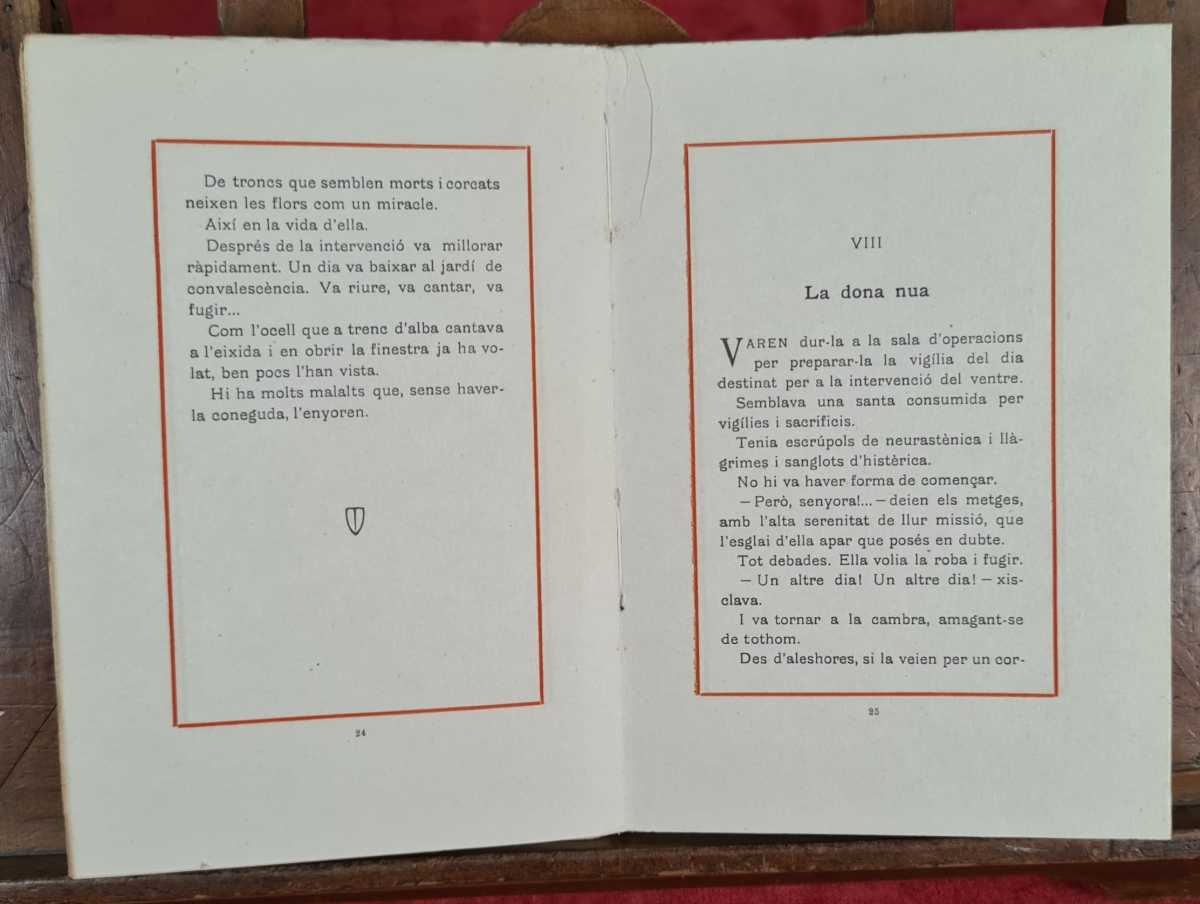 De troncs que semblen morts i corcats
neixen les flors com un miracle.
Així en la vida d'ella.
Després de la intervenció va millorar
ràpidament. Un dia va baixar al jardí de
convalescència. Va riure, va cantar, va
fugir...
Com l'ocell que a trenc d'alba cantava
a l'eixida i en obrir la finestra ja ha vo-
lat, ben pocs l'han vista.
Hi ha molts malalts que, sense haver-
la coneguda, l'enyoren.
24
VIII
La dona nua
VAREN dur-la a la sala d'operacions
per preparar-la la vigília del dia
destinat per a la intervenció del ventre.
Semblava una santa consumida per
vigílies i sacrificis.
Tenia escrúpols de neurastènica i llà-
grimes i sanglots d'histèrica.
No hi va haver forma de començar.
— Però, senyora!... — deien els metges,
amb l'alta serenitat de llur missió, que
l'esglai d'ella apar que posés en dubte.
Tot debades. Ella volia la roba i fugir.
— Un altre dia! Un altre dia! — xis-
clava.
I va tornar a la cambra, amagant-se
de tothom.
Des d'aleshores, si la veien per un cor-
25